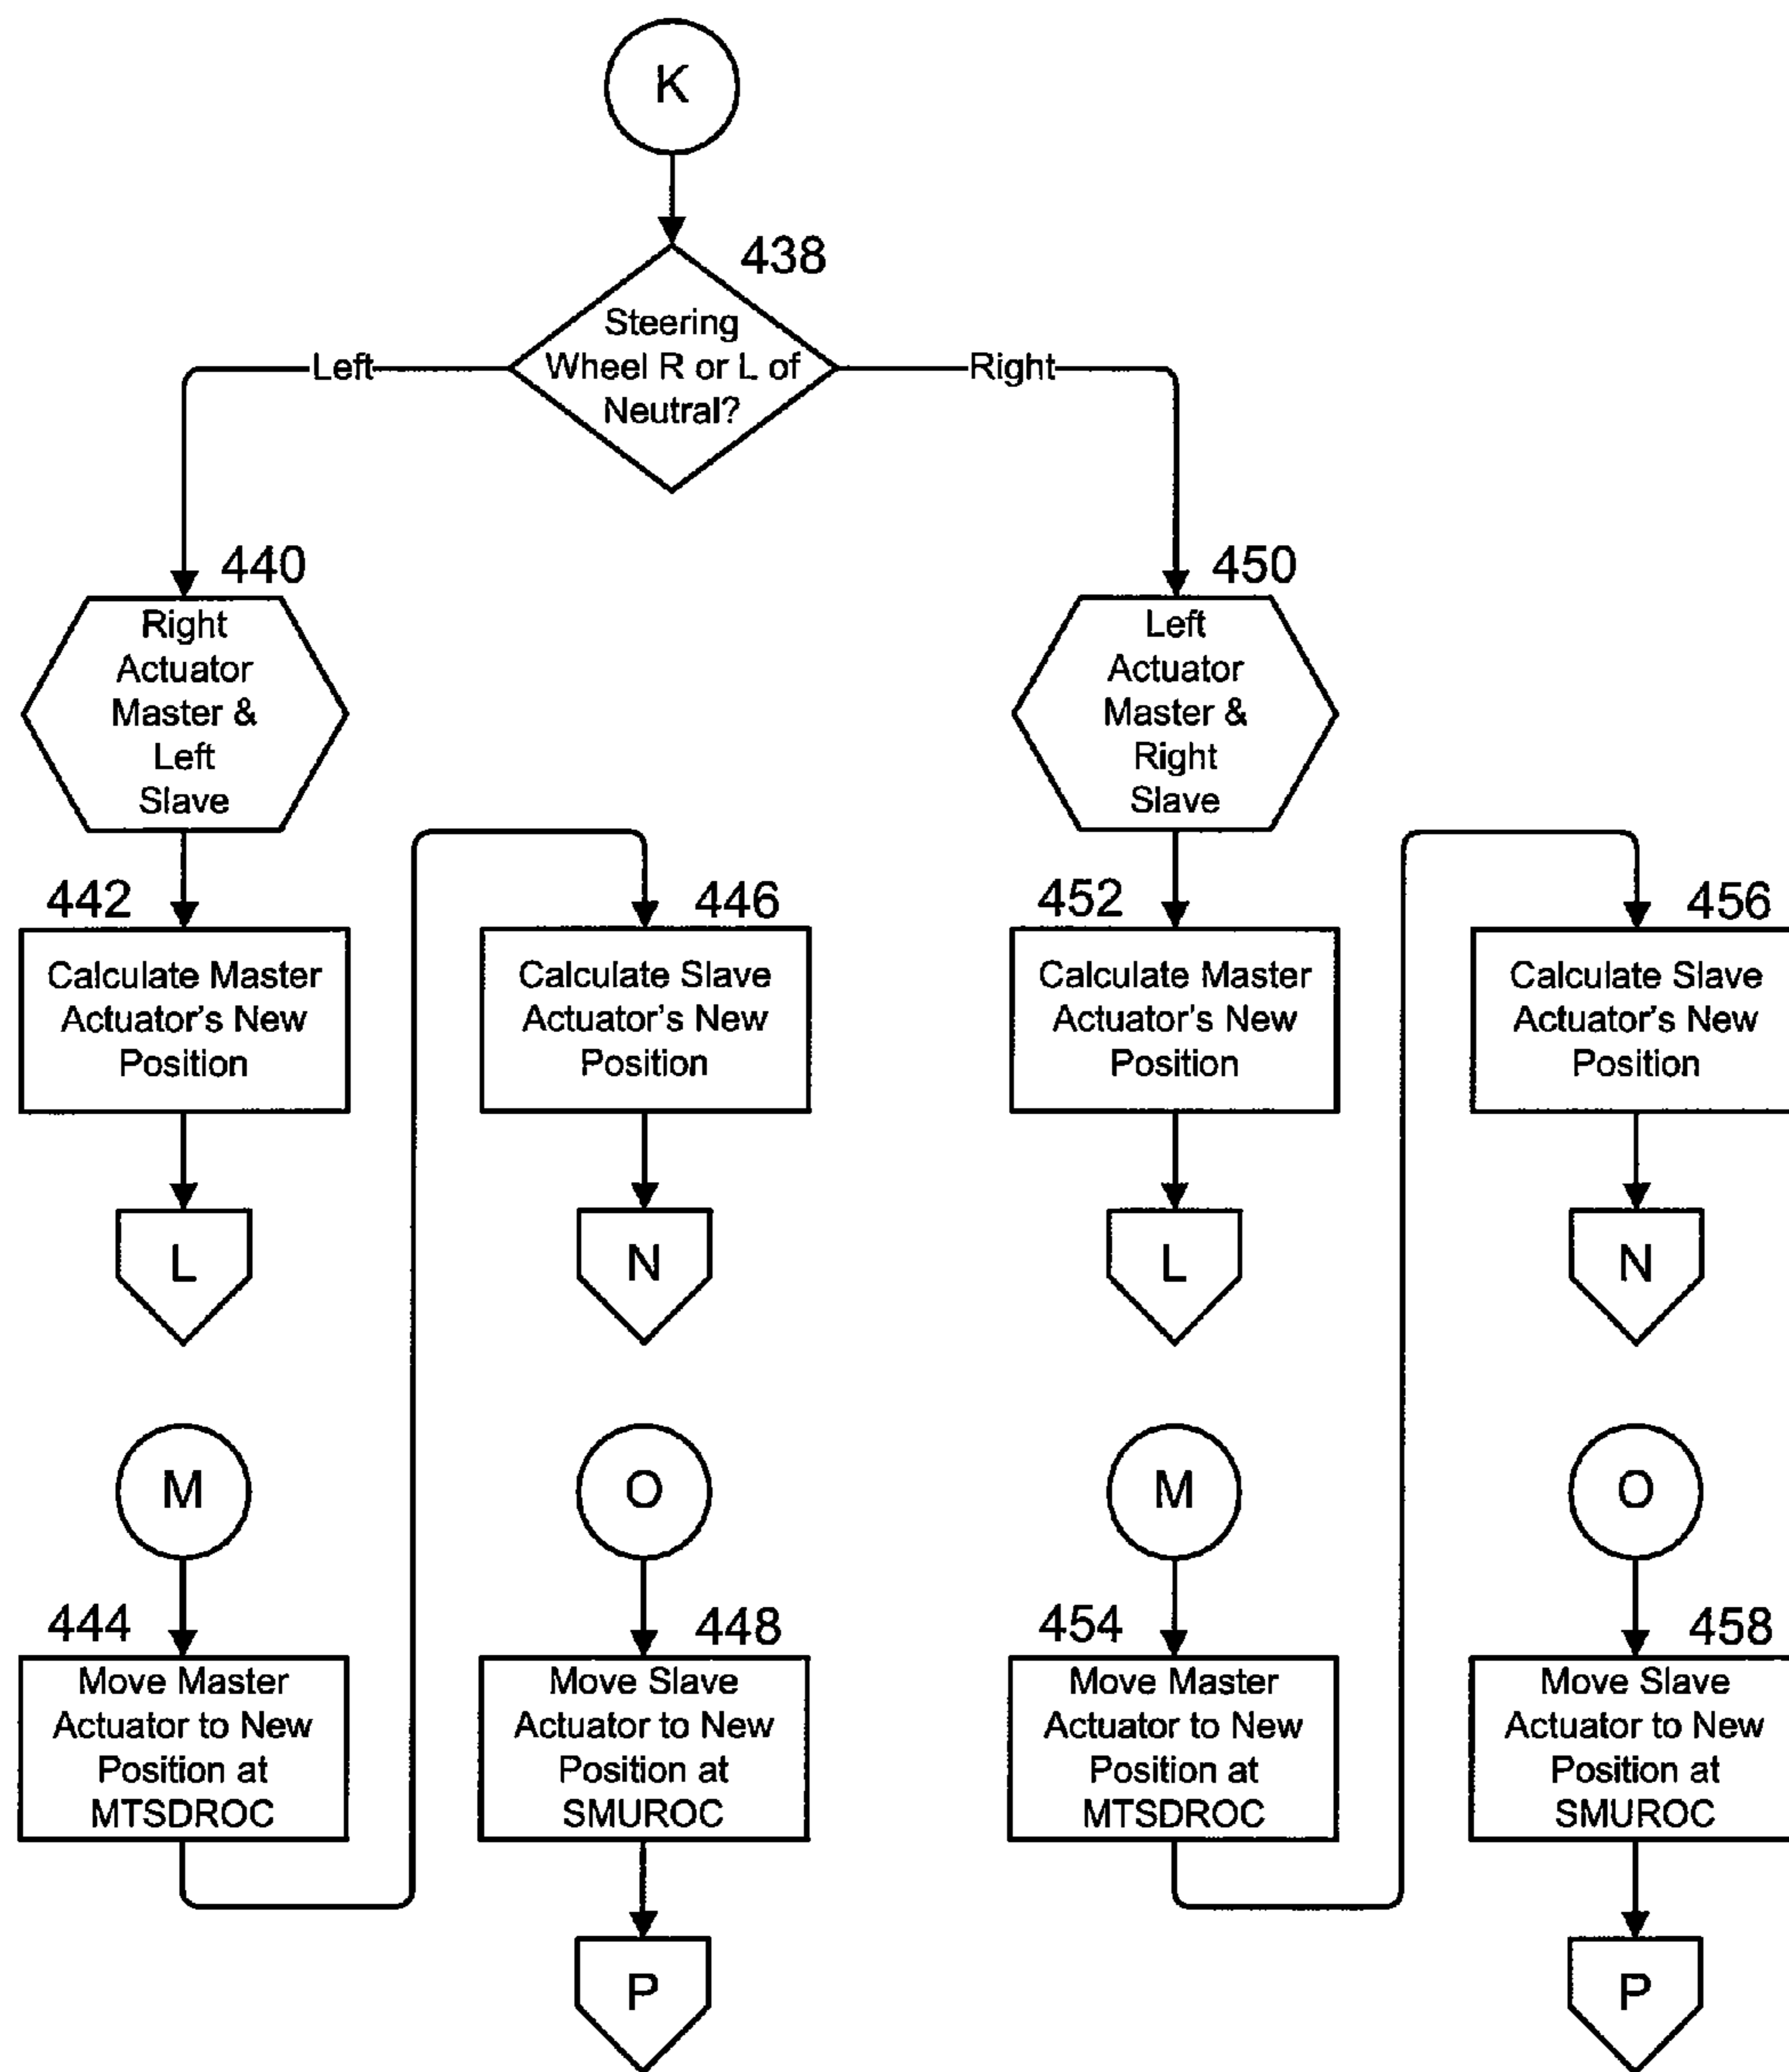 K
438
Steering
Wheel R or L of
Neutral?
Left
Right
440
Right
Actuator
Master &
Left
Slave
450
Left
Actuator
Master &
Right
Slave
442
Calculate Master
Actuator's New
Position
446
Calculate Slave
Actuator's New
Position
452
Calculate Master
Actuator's New
Position
456
Calculate Slave
Actuator's New
Position
L
N
L
N
M
O
M
O
444
Move Master
Actuator to New
Position at
MTSDROC
448
Move Slave
Actuator to New
Position at
SMUROC
454
Move Master
Actuator to New
Position at
MTSDROC
458
Move Slave
Actuator to New
Position at
SMUROC
P
P